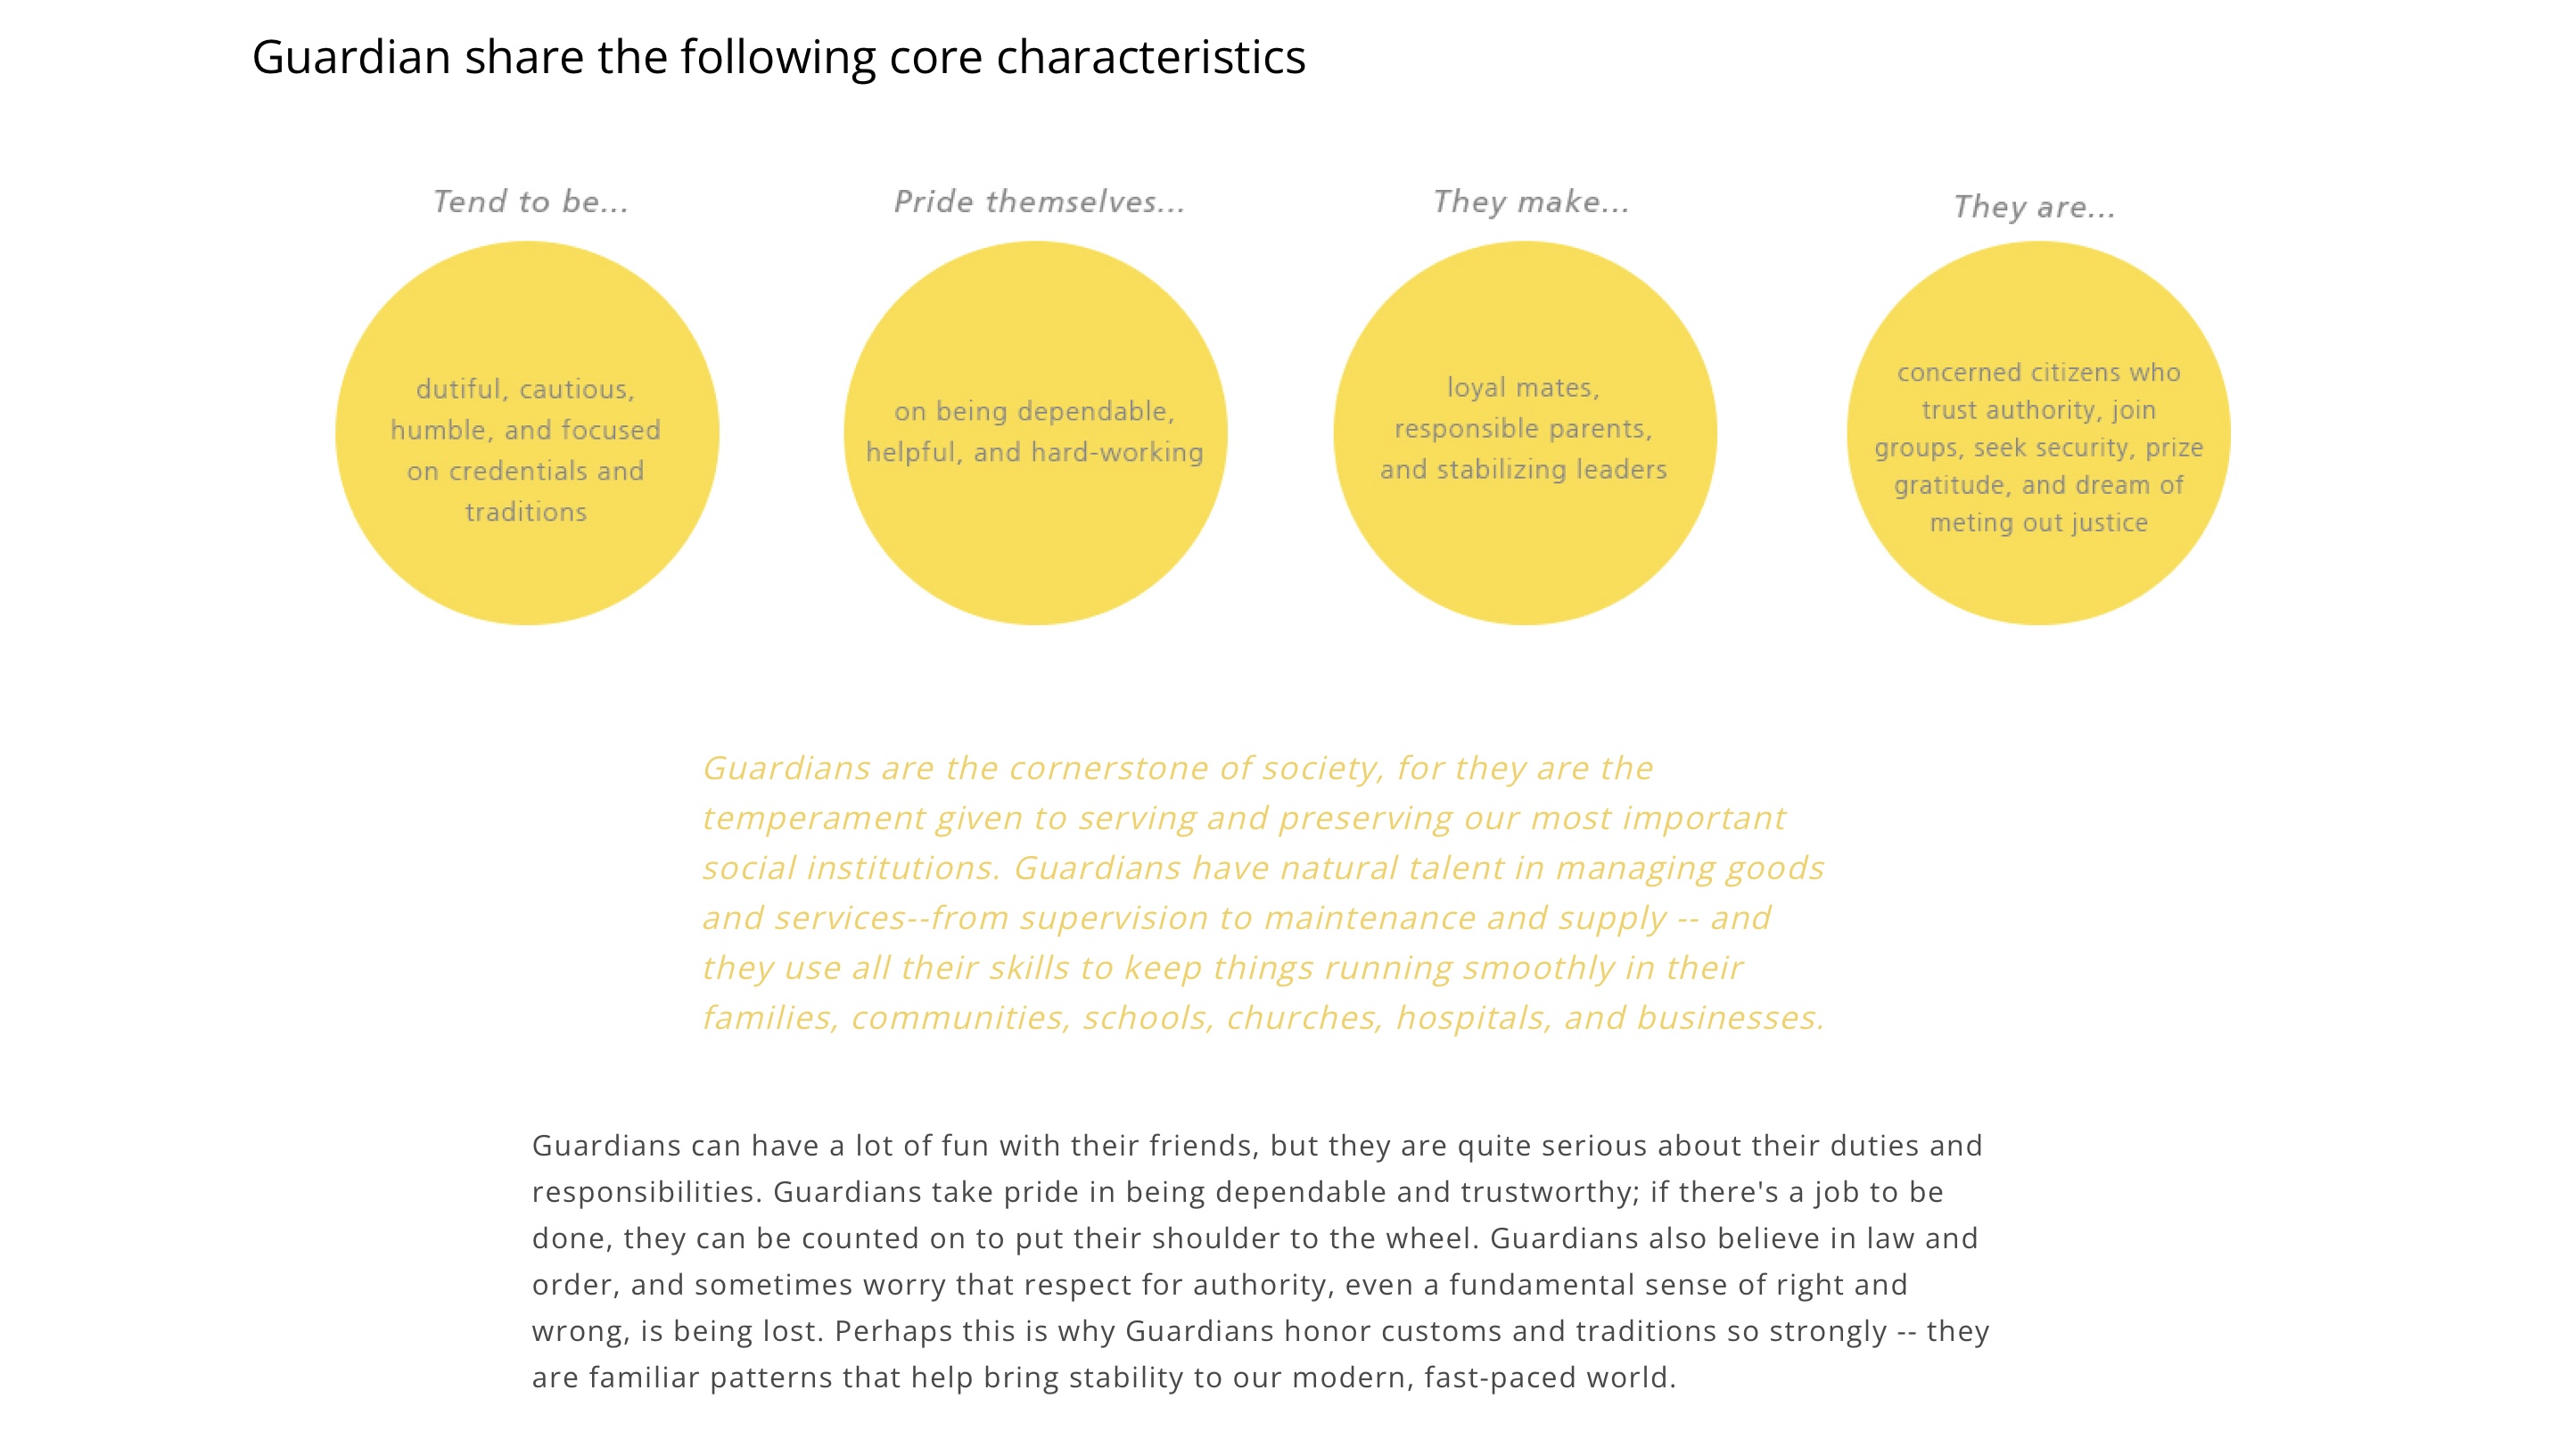 Guardian share the following core characteristics
Tend to be...
dutiful, cautious,
humble, and focused
on credentials and
traditions
Pride themselves...
on being dependable,
helpful, and hard-working
They make...
loyal mates,
responsible parents,
and stabilizing leaders
They are...
concerned citizens who
trust authority, join
groups, seek security, prize
gratitude, and dream of
meting out justice
Guardians are the cornerstone of society, for they are the
temperament given to serving and preserving our most important
social institutions. Guardians have natural talent in managing goods
and services--from supervision to maintenance and supply -- and
they use all their skills to keep things running smoothly in their
families, communities, schools, churches, hospitals, and businesses.
Guardians can have a lot of fun with their friends, but they are quite serious about their duties and
responsibilities. Guardians take pride in being dependable and trustworthy; if there's a job to be
done, they can be counted on to put their shoulder to the wheel. Guardians also believe in law and
order, and sometimes worry that respect for authority, even a fundamental sense of right and
wrong, is being lost. Perhaps this is why Guardians honor customs and traditions so strongly -- they
are familiar patterns that help bring stability to our modern, fast-paced world.